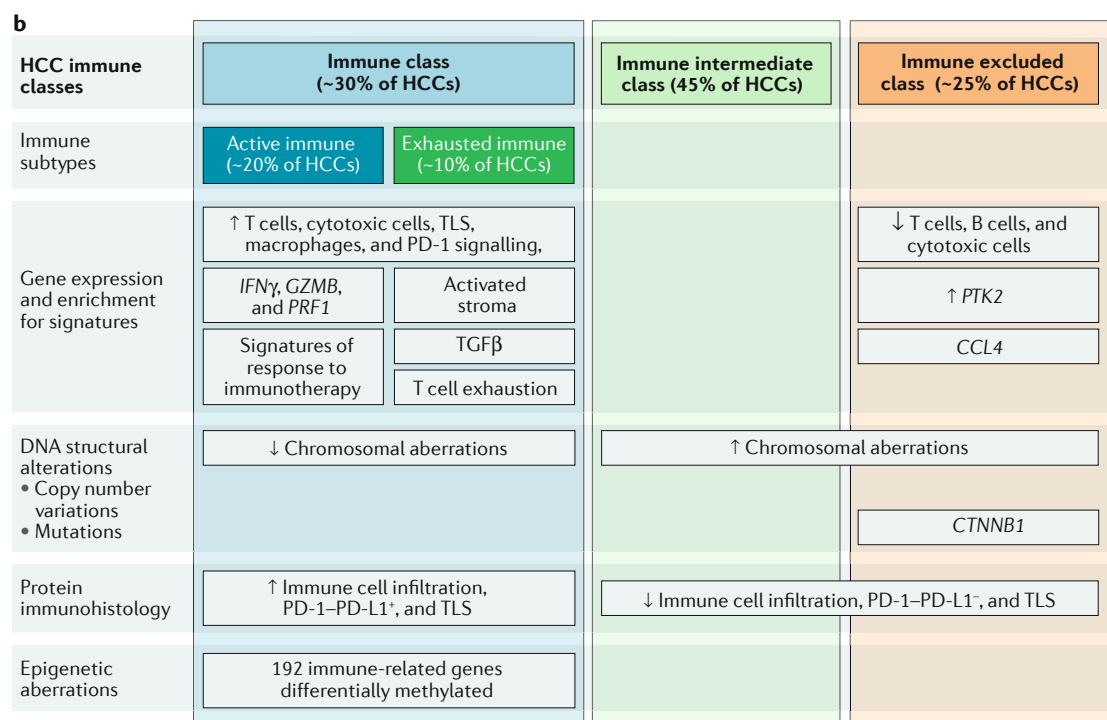 b
HCC immune
classes
Immune class
(~30% of HCCs)
Immune intermediate
class (45% of HCCs)
Immune excluded
class (~25% of HCCs)
Immune
subtypes
Active immune
(~20% of HCCs)
Exhausted immune
(~10% of HCCs)
Gene expression
and enrichment
for signatures
↑ T cells, cytotoxic cells, TLS,
macrophages, and PD-1 signalling,
IFNγ, GZMB,
and PRF1
Signatures of
response to
immunotherapy
Activated
stroma
TGFβ
T cell exhaustion
↓ T cells, B cells, and
cytotoxic cells
↑ PTK2
CCL4
DNA structural
alterations
• Copy number
variations
• Mutations
↓ Chromosomal aberrations
↑ Chromosomal aberrations
CTNNB1
Protein
immunohistology
↑ Immune cell infiltration,
PD-1–PD-L1⁺, and TLS
↓ Immune cell infiltration, PD-1–PD-L1⁻, and TLS
Epigenetic
aberrations
192 immune-related genes
differentially methylated